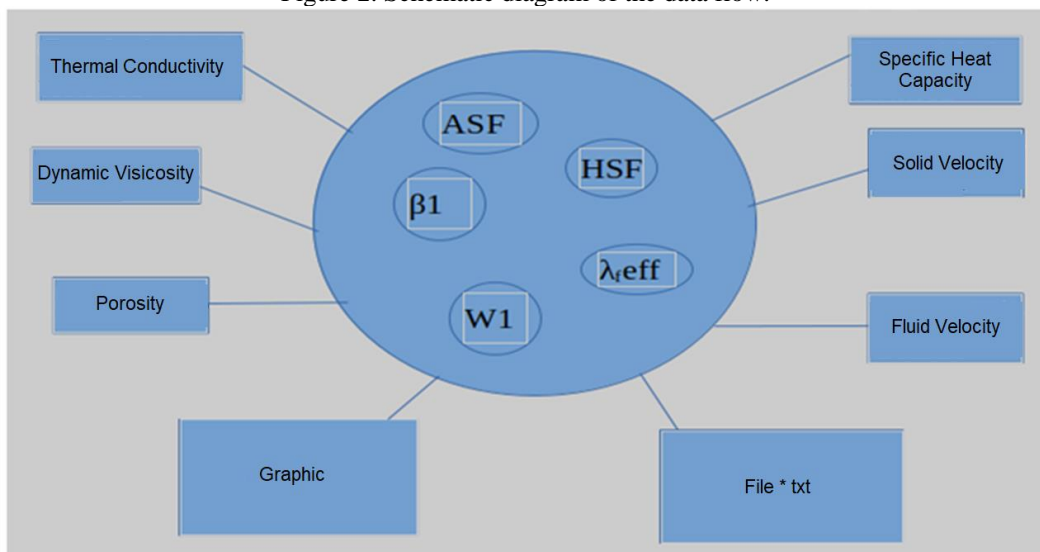 Figure 2. Schematic diagram of the data flow.
Thermal Conductivity
Specific Heat
Capacity
ASF
Dynamic Visicosity
HSF
Solid Velocity
β1
λfeff
Porosity
W1
Fluid Velocity
Graphic
File * txt